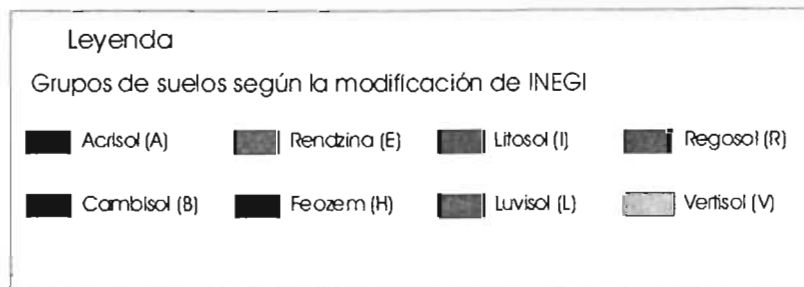 Leyenda
Grupos de suelos según la modificación de INEGI
Acrisol (A) Rendzina (E) Litosol (I) Regosol (R)
Cambisol (B) Feozem (H) Luvisol (L) Vertisol (V)